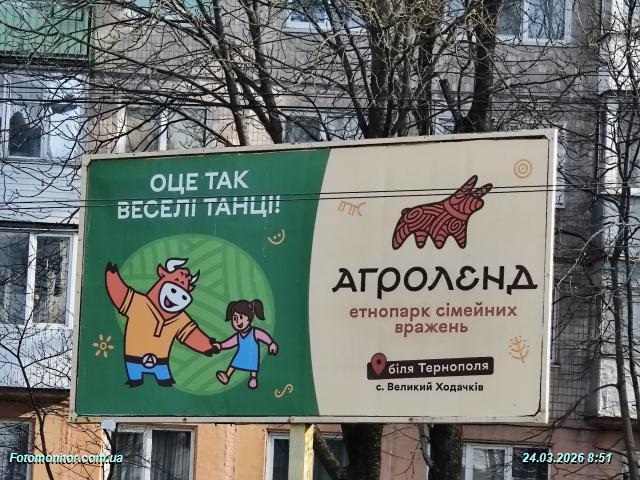 ОЦЕ ТАК
ВЕСЕЛІ ТАНЦІ!
АГРОЛЕНД
етнопарк сімейних
вражень
біля Тернополя
с. Великий Ходачків
Fotomonitor.com.ua
24.03.2026 8:51